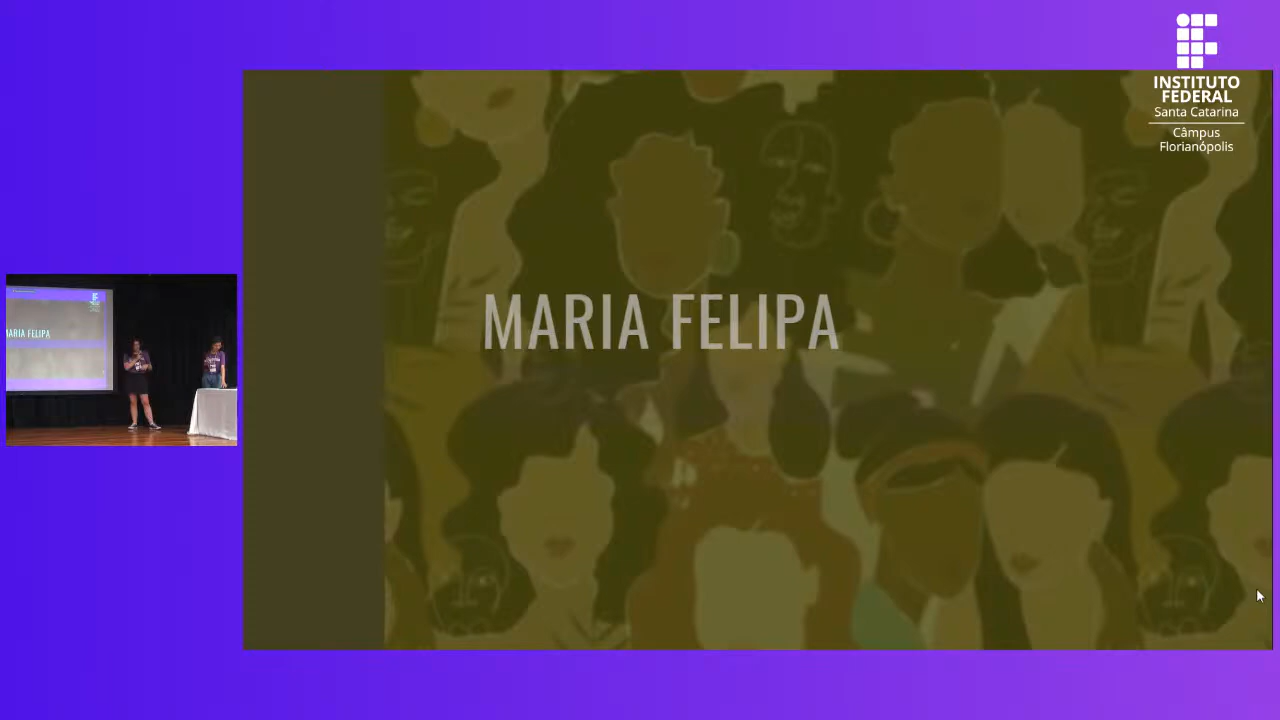 INSTITUTO
FEDERAL
Santa Catarina
Câmpus
Florianópolis
MARIA FELIPA
MARIA FELIPA